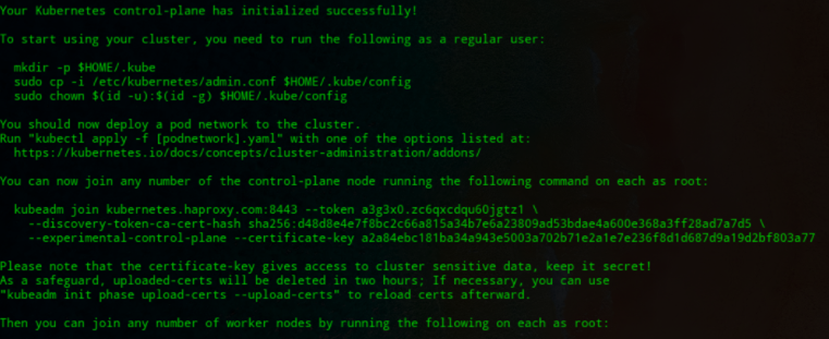 Your Kubernetes control-plane has initialized successfully!
To start using your cluster, you need to run the following as a regular user:
mkdir -p $HOME/.kube
sudo cp -i /etc/kubernetes/admin.conf $HOME/.kube/config
sudo chown $(id -u):$(id -g) $HOME/.kube/config
You should now deploy a pod network to the cluster.
Run "kubectl apply -f [podnetwork].yaml" with one of the options listed at:
https://kubernetes.io/docs/concepts/cluster-administration/addons/
You can now join any number of the control-plane node running the following command on each as root:
kubeadm join kubernetes.haproxy.com:8443 --token a3g3x0.zc6qxcdqu60jgtz1 \
--discovery-token-ca-cert-hash sha256:d48d8e4e7f8bc2c66a815a34b7e6a23809ad53bdae4a600e368a3ff28ad7a7d5 \
--experimental-control-plane --certificate-key a2a84ebc181ba34a943e5003a702b71e2a1e7e236f8d1d687d9a19d2bf803a77
Please note that the certificate-key gives access to cluster sensitive data, keep it secret!
As a safeguard, uploaded-certs will be deleted in two hours; If necessary, you can use
"kubeadm init phase upload-certs --upload-certs" to reload certs afterward.
Then you can join any number of worker nodes by running the following on each as root: